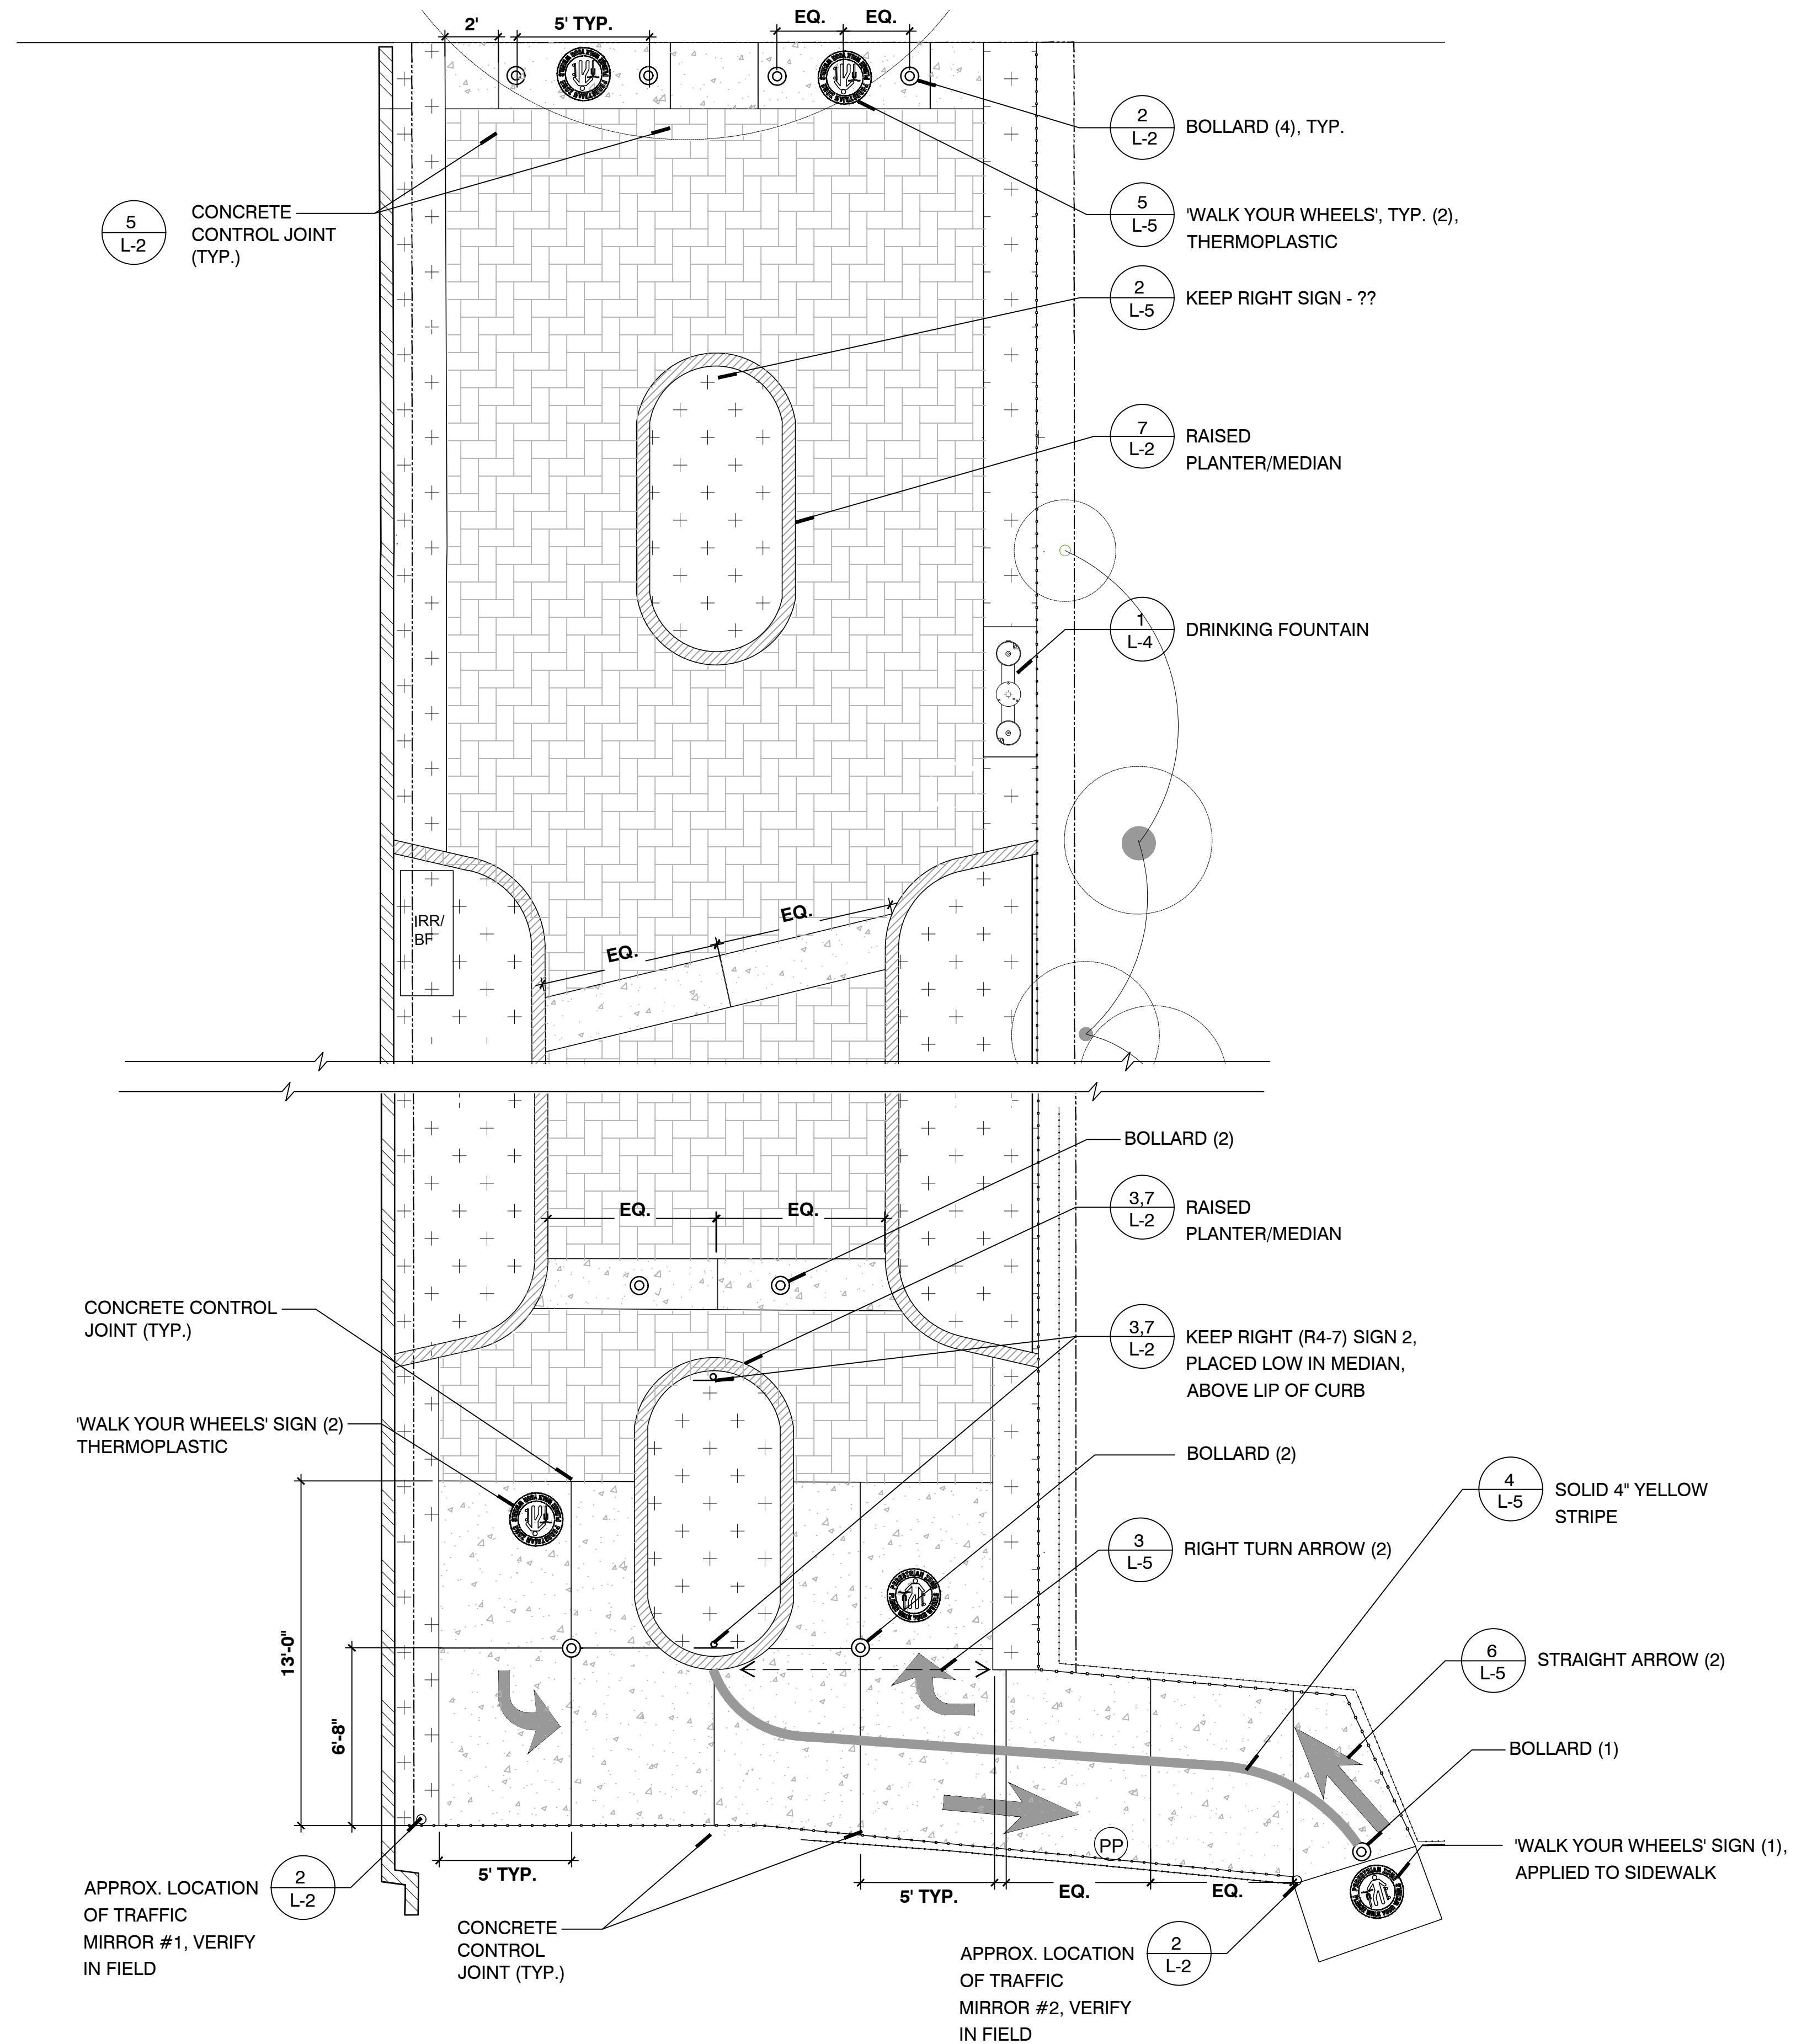 2'
5' TYP.
EQ.
EQ.
2
L-2
BOLLARD (4), TYP.
5
L-2
CONCRETE
CONTROL JOINT
(TYP.)
5
L-5
'WALK YOUR WHEELS', TYP. (2),
THERMOPLASTIC
2
L-5
KEEP RIGHT SIGN - ??
7
L-2
RAISED
PLANTER/MEDIAN
1
L-4
DRINKING FOUNTAIN
IRR/
BF
EQ.
EQ.
BOLLARD (2)
3,7
L-2
RAISED
PLANTER/MEDIAN
EQ.
EQ.
CONCRETE CONTROL
JOINT (TYP.)
3,7
L-2
KEEP RIGHT (R4-7) SIGN 2,
PLACED LOW IN MEDIAN,
ABOVE LIP OF CURB
'WALK YOUR WHEELS' SIGN (2)
THERMOPLASTIC
BOLLARD (2)
4
L-5
SOLID 4" YELLOW
STRIPE
3
L-5
RIGHT TURN ARROW (2)
PEDESTRIAN ZONE
PLEASE WALK YOUR WHEELS
13'-0"
6'-8"
6
L-5
STRAIGHT ARROW (2)
BOLLARD (1)
PP
'WALK YOUR WHEELS' SIGN (1),
APPLIED TO SIDEWALK
5' TYP.
5' TYP.
EQ.
EQ.
2
L-2
APPROX. LOCATION
OF TRAFFIC
MIRROR #1, VERIFY
IN FIELD
CONCRETE
CONTROL
JOINT (TYP.)
2
L-2
APPROX. LOCATION
OF TRAFFIC
MIRROR #2, VERIFY
IN FIELD